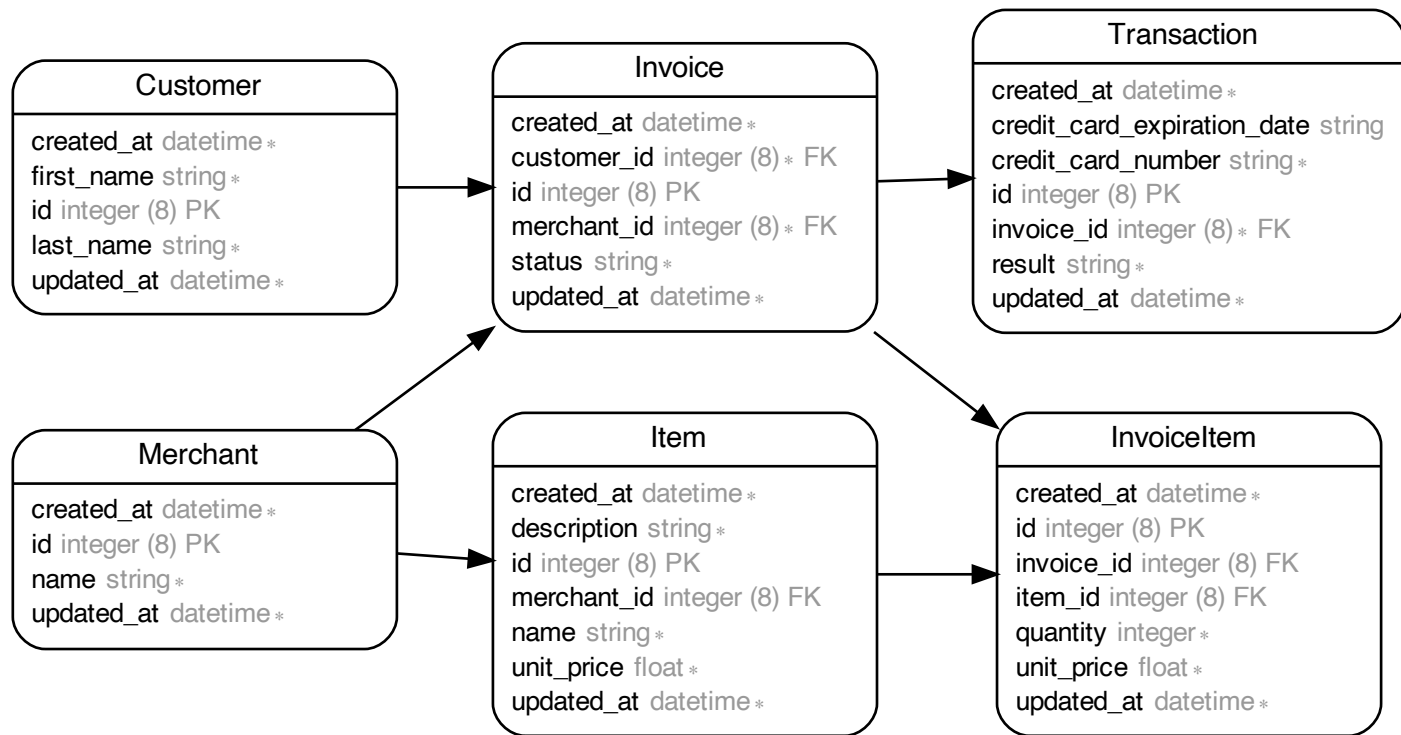 Customer
created_at datetime *
first_name string *
id integer (8) PK
last_name string *
updated_at datetime *
Invoice
created_at datetime *
customer_id integer (8) * FK
id integer (8) PK
merchant_id integer (8) * FK
status string *
updated_at datetime *
Transaction
created_at datetime *
credit_card_expiration_date string
credit_card_number string *
id integer (8) PK
invoice_id integer (8) * FK
result string *
updated_at datetime *
Merchant
created_at datetime *
id integer (8) PK
name string *
updated_at datetime *
Item
created_at datetime *
description string *
id integer (8) PK
merchant_id integer (8) FK
name string *
unit_price float *
updated_at datetime *
InvoiceItem
created_at datetime *
id integer (8) PK
invoice_id integer (8) FK
item_id integer (8) FK
quantity integer *
unit_price float *
updated_at datetime *